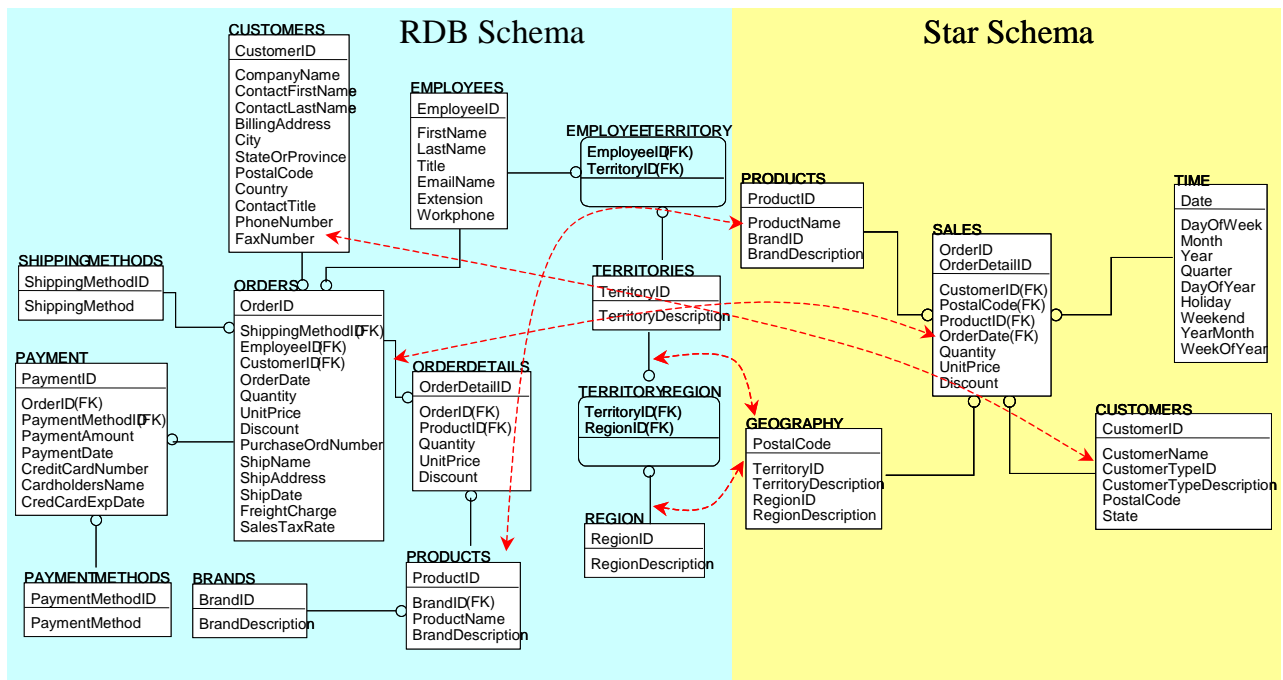 RDB Schema
CUSTOMERS
CustomerID
CompanyName
ContactFirstName
ContactLastName
BillingAddress
City
StateOrProvince
PostalCode
Country
ContactTitle
PhoneNumber
FaxNumber
EMPLOYEES
EmployeeID
FirstName
LastName
Title
EmailName
Extension
Workphone
EMPLOYEETERRITORY
EmployeeID(FK)
TerritoryID(FK)
SHIPPINGMETHODS
ShippingMethodID
ShippingMethod
ORDERS
OrderID
ShippingMethodID(FK)
EmployeeID(FK)
CustomerID(FK)
OrderDate
Quantity
UnitPrice
Discount
PurchaseOrdNumber
ShipName
ShipAddress
ShipDate
FreightCharge
SalesTaxRate
TERRITORIES
TerritoryID
TerritoryDescription
PAYMENT
PaymentID
OrderID(FK)
PaymentMethodID(FK)
PaymentAmount
PaymentDate
CreditCardNumber
CardholdersName
CredCardExpDate
ORDERDETAILS
OrderDetailID
OrderID(FK)
ProductID(FK)
Quantity
UnitPrice
Discount
TERRITORYREGION
TerritoryID(FK)
RegionID(FK)
REGION
RegionID
RegionDescription
PAYMENTMETHODS
PaymentMethodID
PaymentMethod
BRANDS
BrandID
BrandDescription
PRODUCTS
ProductID
BrandID(FK)
ProductName
BrandDescription
Star Schema
PRODUCTS
ProductID
ProductName
BrandID
BrandDescription
SALES
OrderID
OrderDetailID
CustomerID(FK)
PostalCode(FK)
ProductID(FK)
OrderDate(FK)
Quantity
UnitPrice
Discount
TIME
Date
DayOfWeek
Month
Year
Quarter
DayOfYear
Holiday
Weekend
YearMonth
WeekOfYear
GEOGRAPHY
PostalCode
TerritoryID
TerritoryDescription
RegionID
RegionDescription
CUSTOMERS
CustomerID
CustomerName
CustomerTypeID
CustomerTypeDescription
PostalCode
State